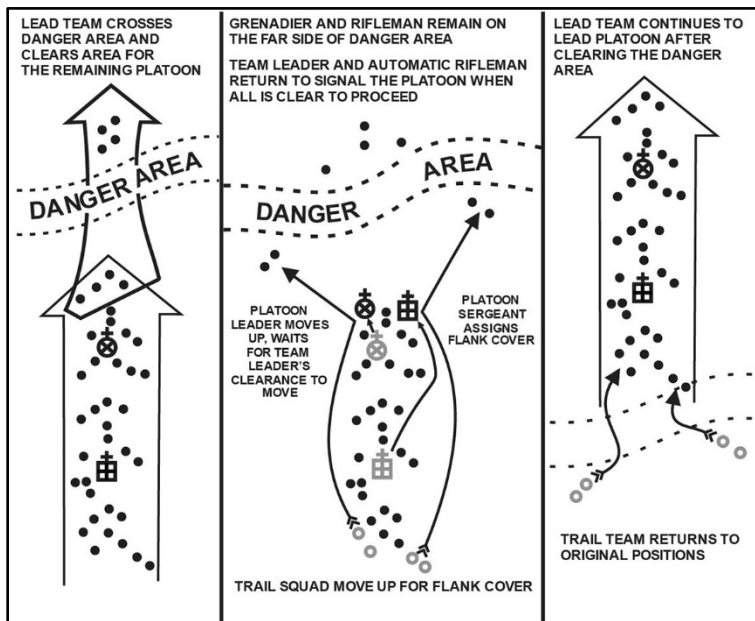 LEAD TEAM CROSSES
DANGER AREA AND
CLEARS AREA FOR
THE REMAINING PLATOON
DANGER AREA
GRENADIER AND RIFLEMAN REMAIN ON
THE FAR SIDE OF DANGER AREA
TEAM LEADER AND AUTOMATIC RIFLEMAN
RETURN TO SIGNAL THE PLATOON WHEN
ALL IS CLEAR TO PROCEED
DANGER AREA
PLATOON
LEADER MOVES
UP, WAITS
FOR TEAM
LEADER'S
CLEARANCE TO
MOVE
PLATOON
SERGEANT
ASSIGNS
FLANK COVER
TRAIL SQUAD MOVE UP FOR FLANK COVER
LEAD TEAM CONTINUES TO
LEAD PLATOON AFTER
CLEARING THE DANGER
AREA
TRAIL TEAM RETURNS TO
ORIGINAL POSITIONS